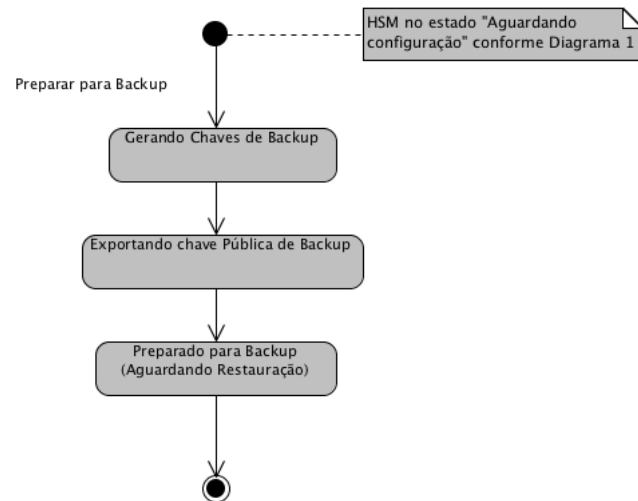 HSM no estado "Aguardando
configuração" conforme Diagrama 1
Preparar para Backup
Gerando Chaves de Backup
Exportando chave Pública de Backup
Preparado para Backup
(Aguardando Restauração)